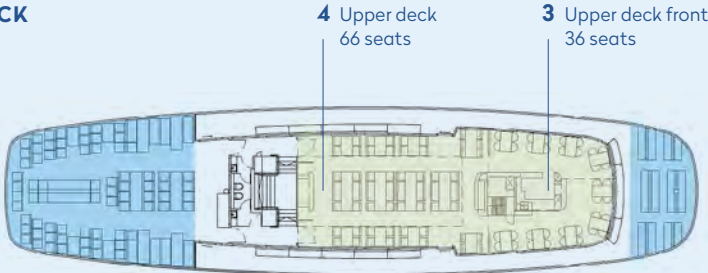 CK
4 Upper deck
66 seats
3 Upper deck front
36 seats